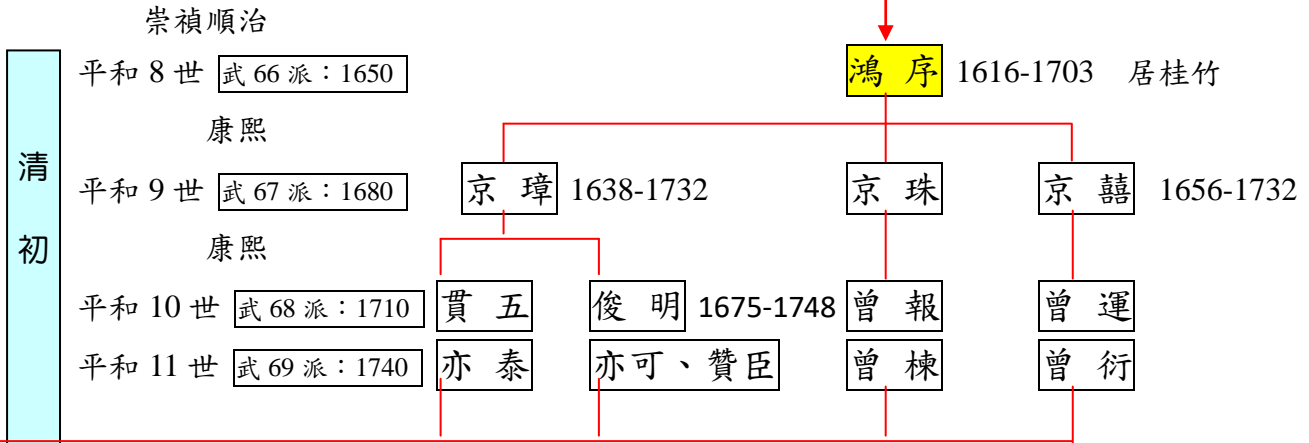 崇禎順治
平和 8 世 武 66 派：1650 鴻 序 1616-1703 居桂竹
康熙
清初
平和 9 世 武 67 派：1680 京 璋 1638-1732 京 珠 京 囍 1656-1732
康熙
平和 10 世 武 68 派：1710 貫 五 俊 明 1675-1748 曾 報 曾 運
平和 11 世 武 69 派：1740 亦 泰 亦可、贊臣 曾 棟 曾 衍